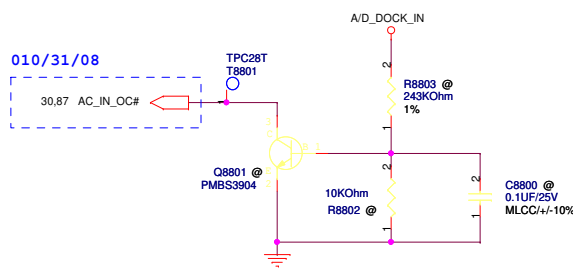 A/D_DOCK_IN
010/31/08
TPC28T
T8801
30,87 AC_IN_OC#
1
2
R8803 @
243KOhm
1%
1
3
1
2
Q8801 @
PMBS3904
2
10KOhm
R8802 @
1
2
C8800 @
0.1UF/25V
MLCC/+/-10%
1